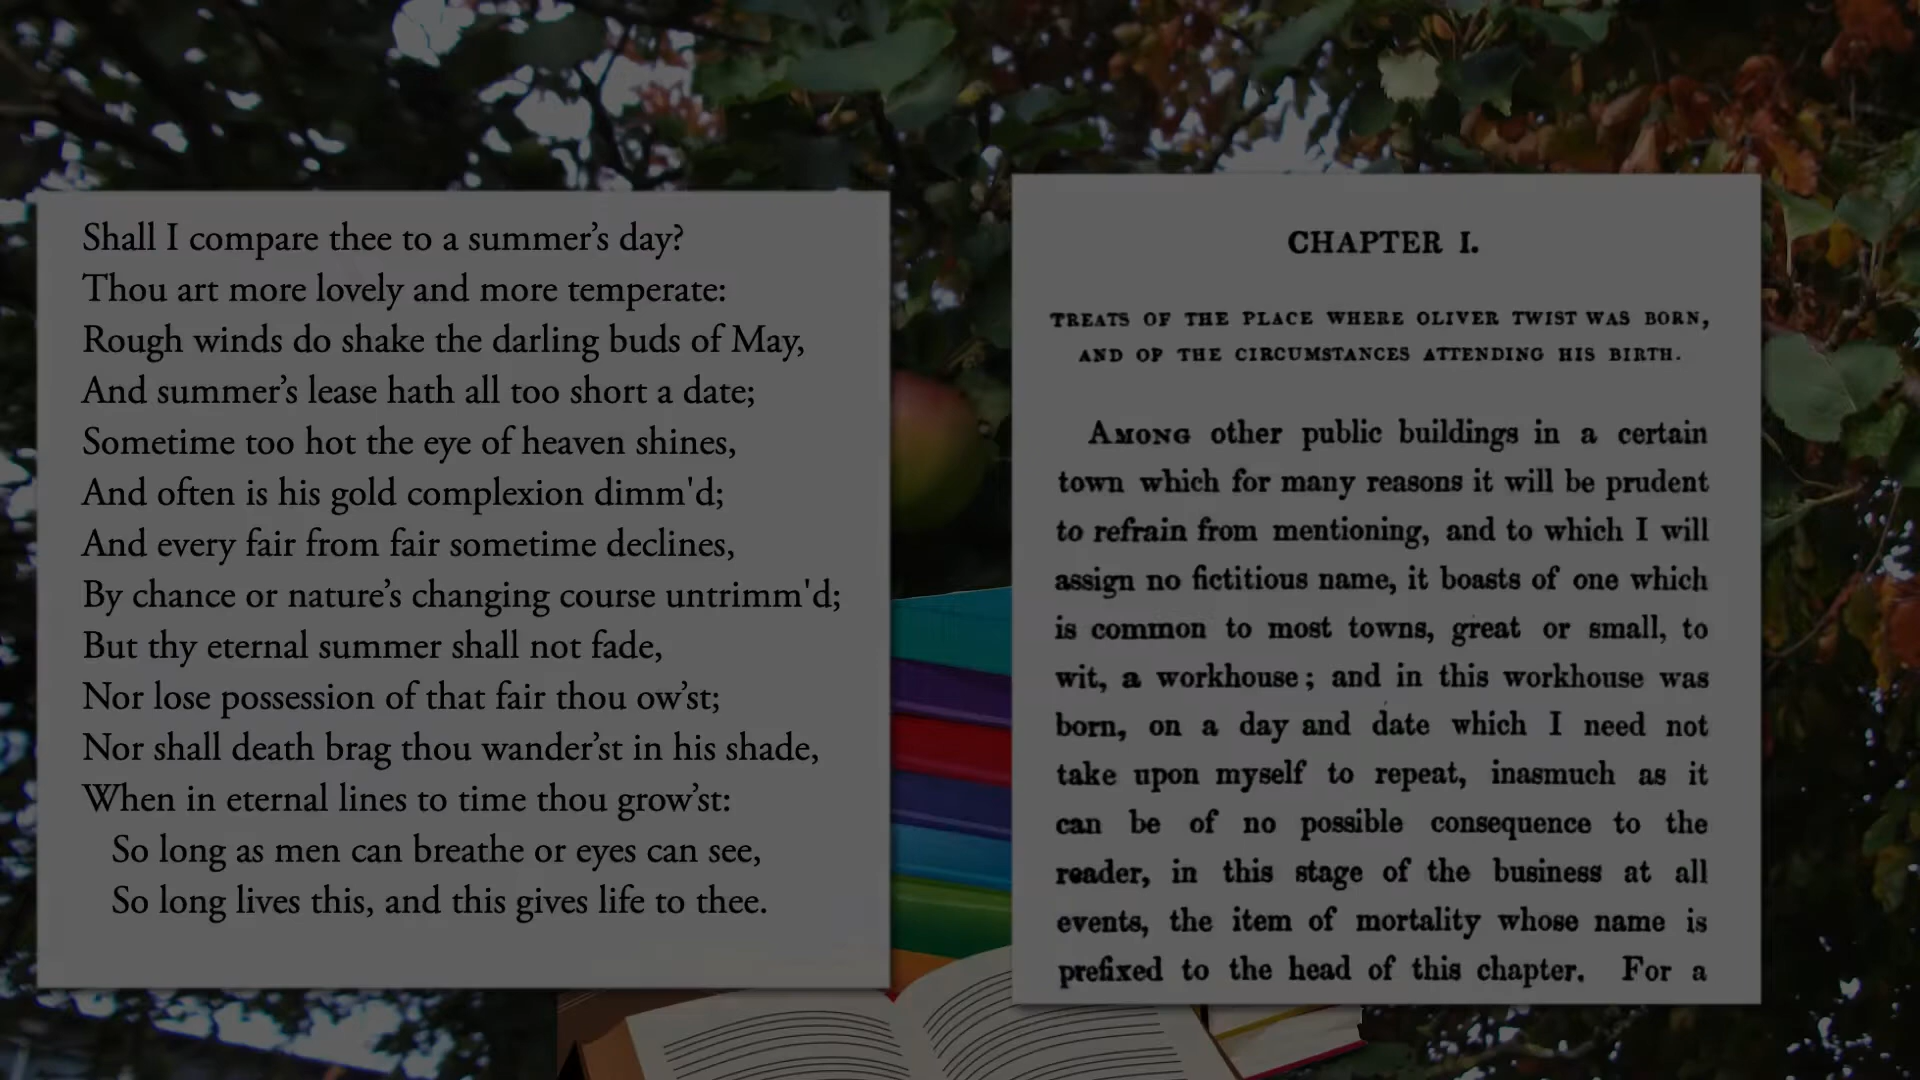 Shall I compare thee to a summer’s day?
Thou art more lovely and more temperate:
Rough winds do shake the darling buds of May,
And summer’s lease hath all too short a date;
Sometime too hot the eye of heaven shines,
And often is his gold complexion dimm'd;
And every fair from fair sometime declines,
By chance or nature’s changing course untrimm'd;
But thy eternal summer shall not fade,
Nor lose possession of that fair thou ow’st;
Nor shall death brag thou wander’st in his shade,
When in eternal lines to time thou grow’st:
So long as men can breathe or eyes can see,
So long lives this, and this gives life to thee.
CHAPTER I.
TREATS OF THE PLACE WHERE OLIVER TWIST WAS BORN,
AND OF THE CIRCUMSTANCES ATTENDING HIS BIRTH.
AMONG other public buildings in a certain
town which for many reasons it will be prudent
to refrain from mentioning, and to which I will
assign no fictitious name, it boasts of one which
is common to most towns, great or small, to
wit, a workhouse; and in this workhouse was
born, on a day and date which I need not
take upon myself to repeat, inasmuch as it
can be of no possible consequence to the
reader, in this stage of the business at all
events, the item of mortality whose name is
prefixed to the head of this chapter. For a